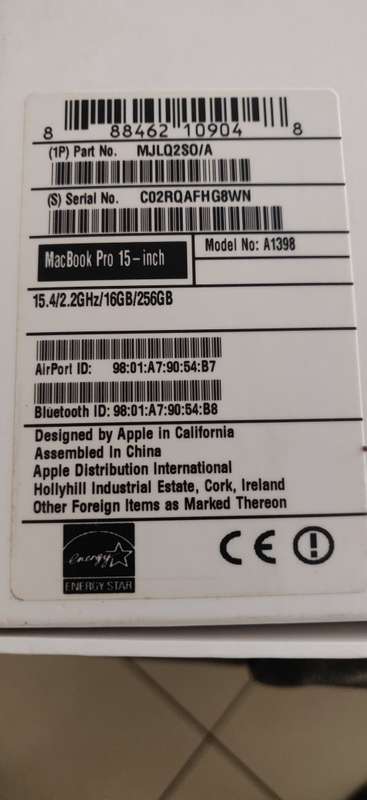 8 88462 10904 8
(1P) Part No. MJLQ2SO/A
(S) Serial No. C02RQAFHG8WN
MacBook Pro 15-inch
Model No: A1398
15.4/2.2GHz/16GB/256GB
AirPort ID: 98:01:A7:90:54:B7
Bluetooth ID: 98:01:A7:90:54:B8
Designed by Apple in California
Assembled In China
Apple Distribution International
Hollyhill Industrial Estate, Cork, Ireland
Other Foreign Items as Marked Thereon
energy
ENERGY STAR
CE